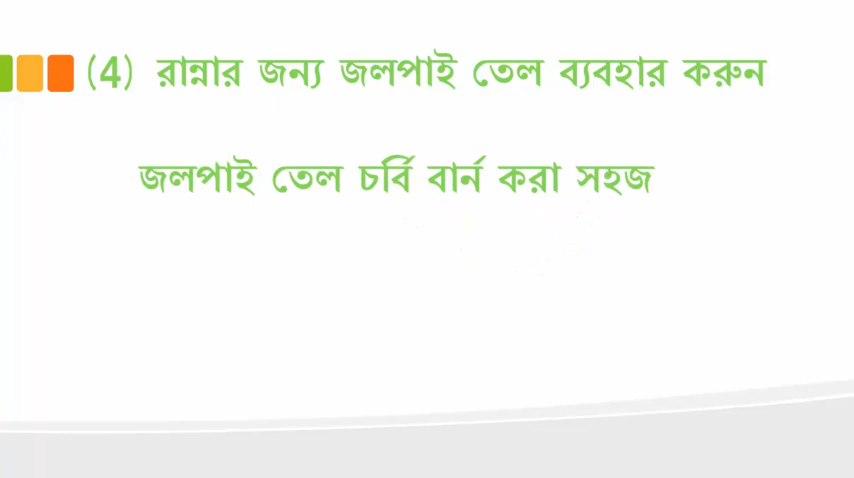 (4) রান্নার জন্য জলপাই তেল ব্যবহার করুন
জলপাই তেল চর্বি বার্ন করা সহজ